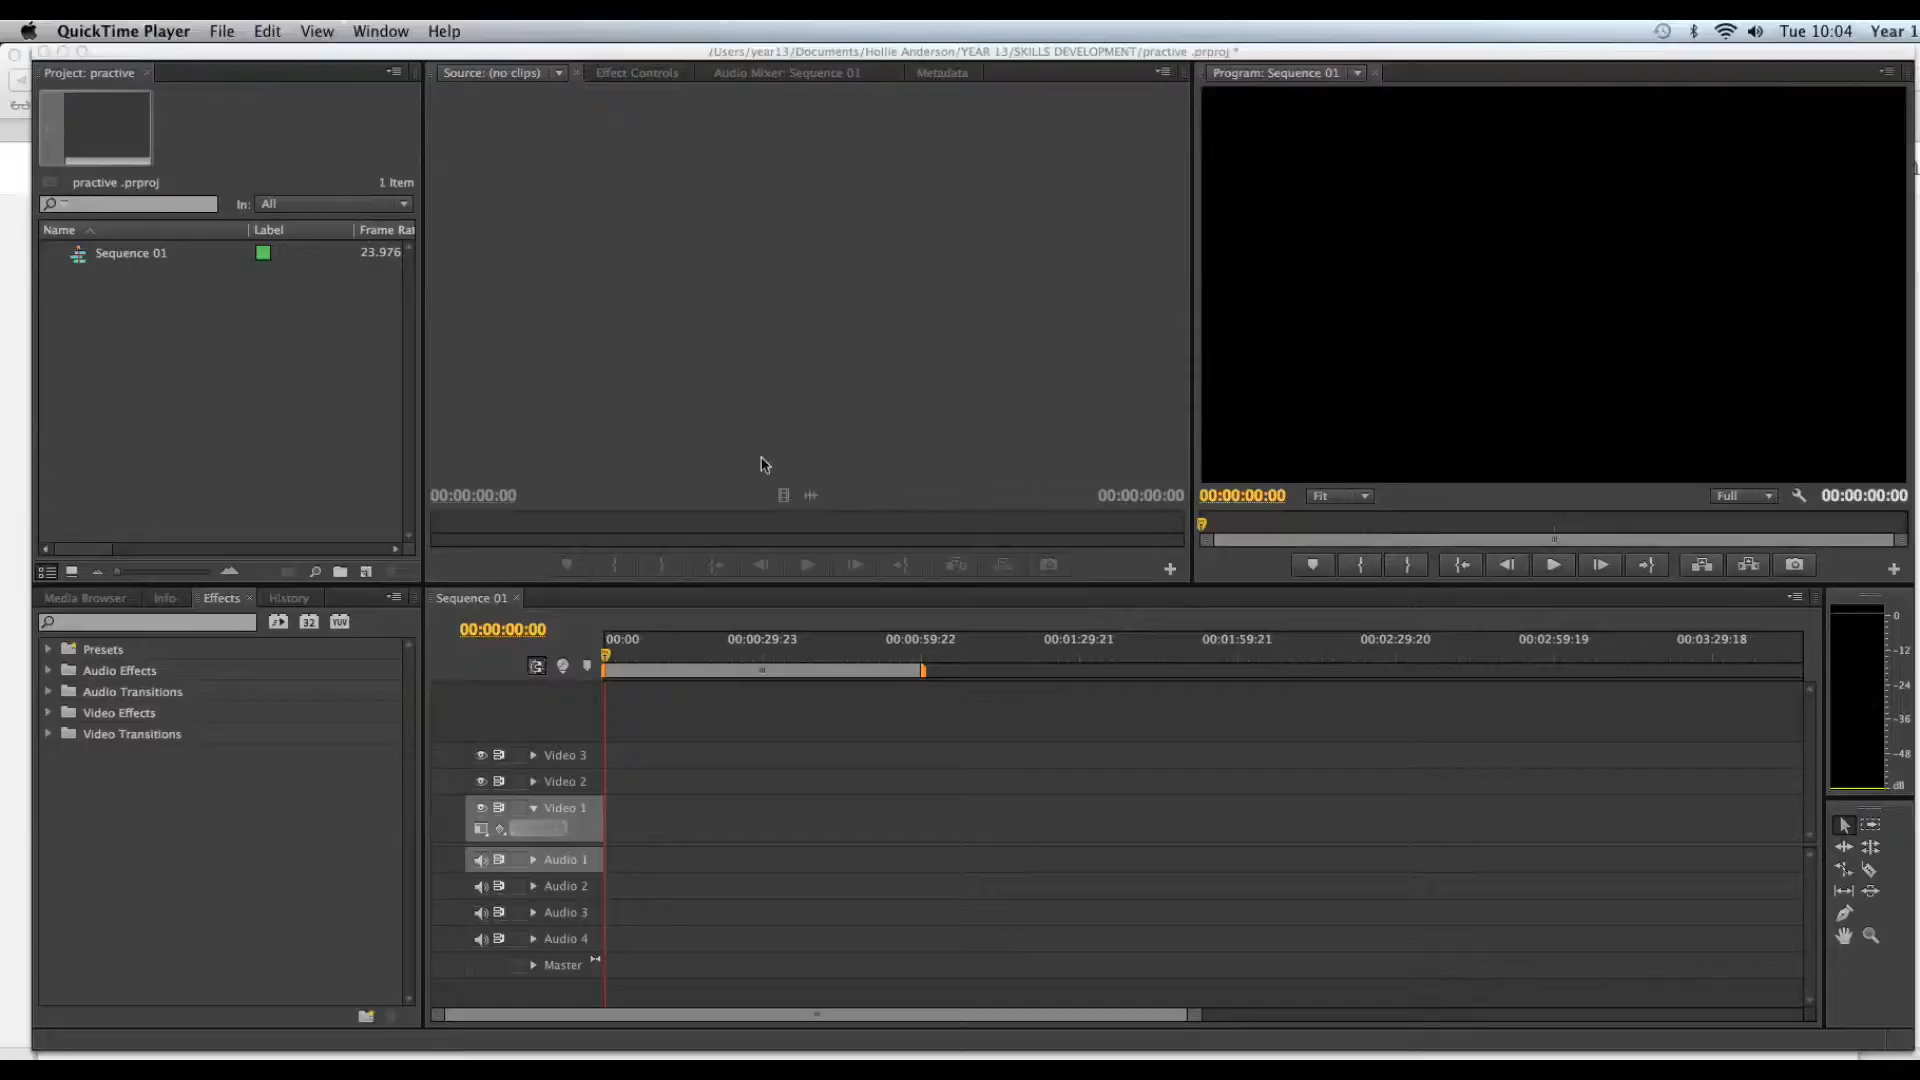 QuickTime Player File Edit View Window Help Tue 10:04 Year 1
/Users/year13/Documents/Hollie Anderson/YEAR 13/SKILLS DEVELOPMENT/practive .prproj *
Project: practive Source: (no clips) Effect Controls Audio Mixer: Sequence 01 Metadata Program: Sequence 01
practive .prproj 1 Item
In: All
Name Label Frame Rat
Sequence 01 23.976
00:00:00:00 00:00:00:00 00:00:00:00 Fit Full 00:00:00:00
Media Browser Info Effects History Sequence 01
32 YUV 00:00:00:00
00:00 00:00:29:23 00:00:59:22 00:01:29:21 00:01:59:21 00:02:29:20 00:02:59:19 00:03:29:18
Presets
Audio Effects
Audio Transitions
Video Effects
Video Transitions
Video 3
Video 2
Video 1
Audio 1
Audio 2
Audio 3
Audio 4
Master
0
-12
-24
-36
-48
dB